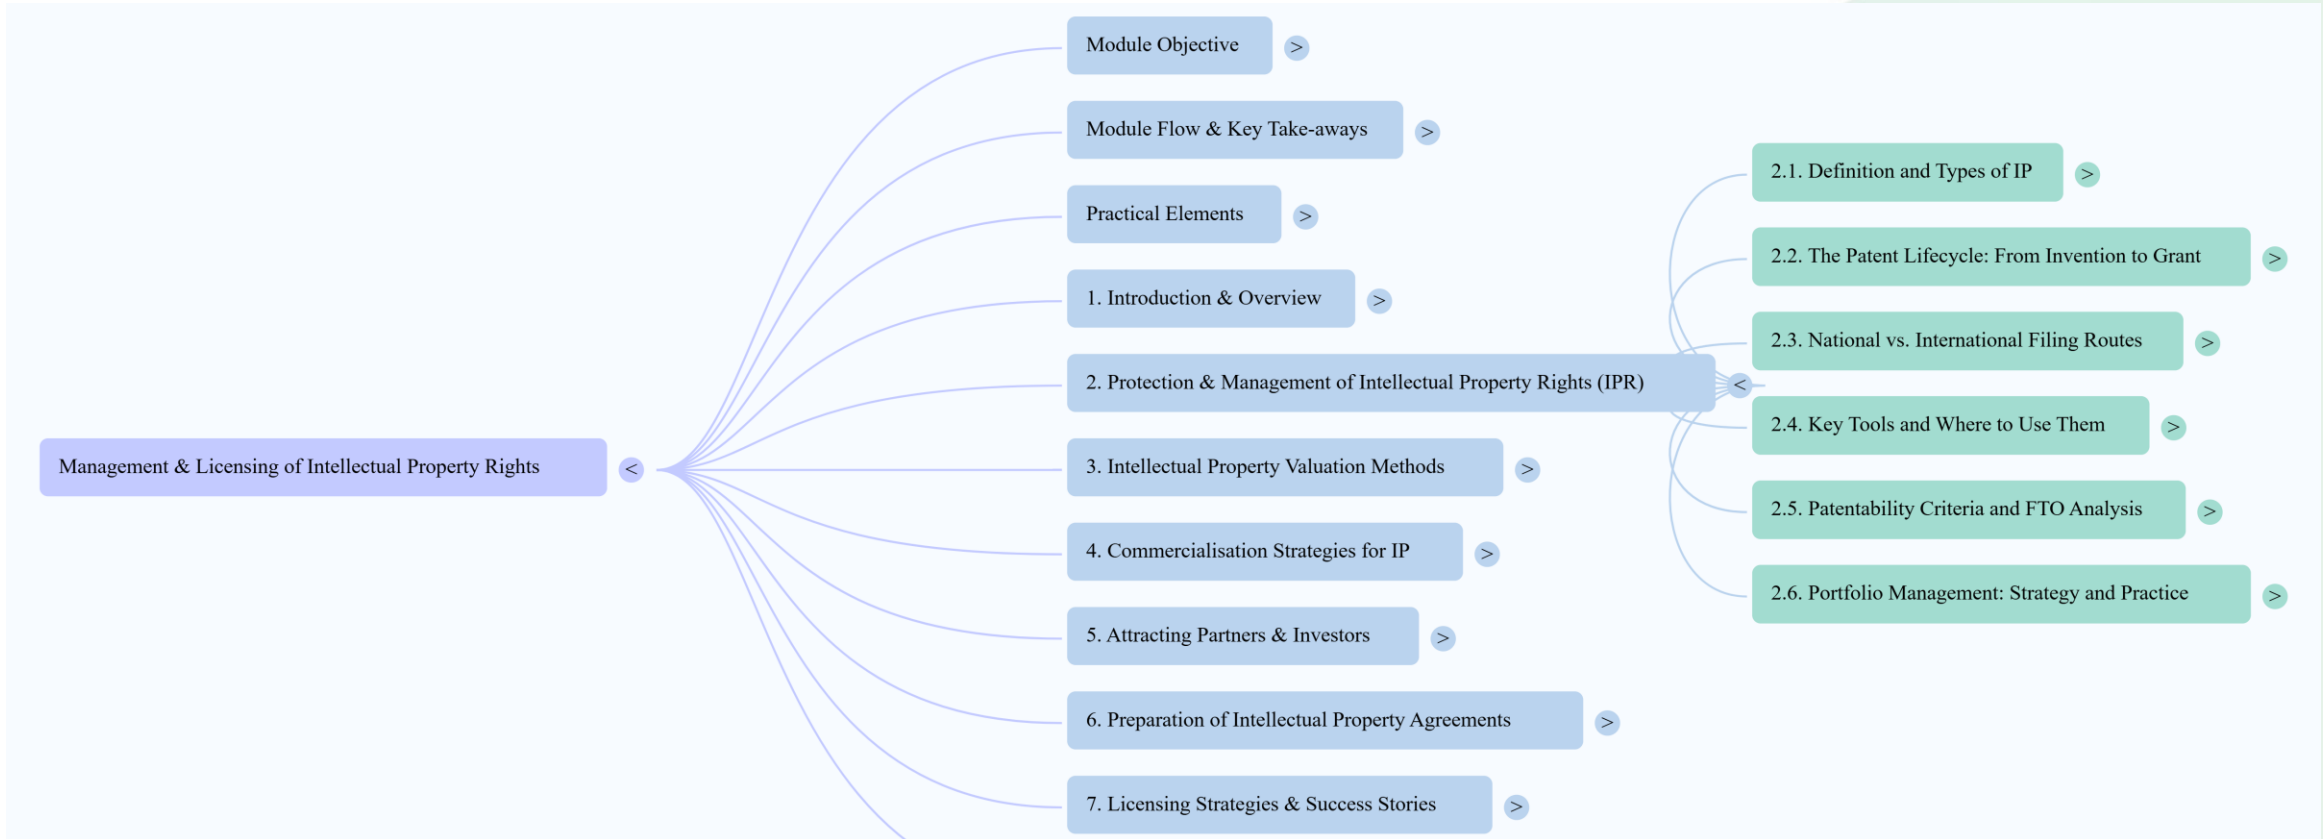 Management & Licensing of Intellectual Property Rights
<
Module Objective
>
Module Flow & Key Take-aways
>
Practical Elements
>
1. Introduction & Overview
>
2. Protection & Management of Intellectual Property Rights (IPR)
<
3. Intellectual Property Valuation Methods
>
4. Commercialisation Strategies for IP
>
5. Attracting Partners & Investors
>
6. Preparation of Intellectual Property Agreements
>
7. Licensing Strategies & Success Stories
>
2.1. Definition and Types of IP
>
2.2. The Patent Lifecycle: From Invention to Grant
>
2.3. National vs. International Filing Routes
>
2.4. Key Tools and Where to Use Them
>
2.5. Patentability Criteria and FTO Analysis
>
2.6. Portfolio Management: Strategy and Practice
>